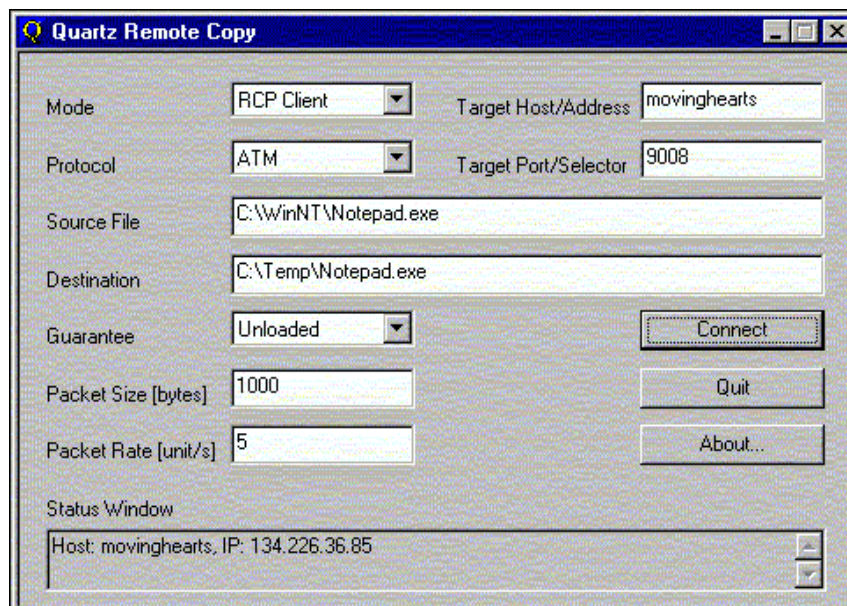 Quartz Remote Copy
Mode RCP Client Target Host/Address movinghearts
Protocol ATM Target Port/Selector 9008
Source File C:\WinNT\Notepad.exe
Destination C:\Temp\Notepad.exe
Guarantee Unloaded Connect
Packet Size [bytes] 1000 Quit
Packet Rate [unit/s] 5 About...
Status Window
Host: movinghearts, IP: 134.226.36.85